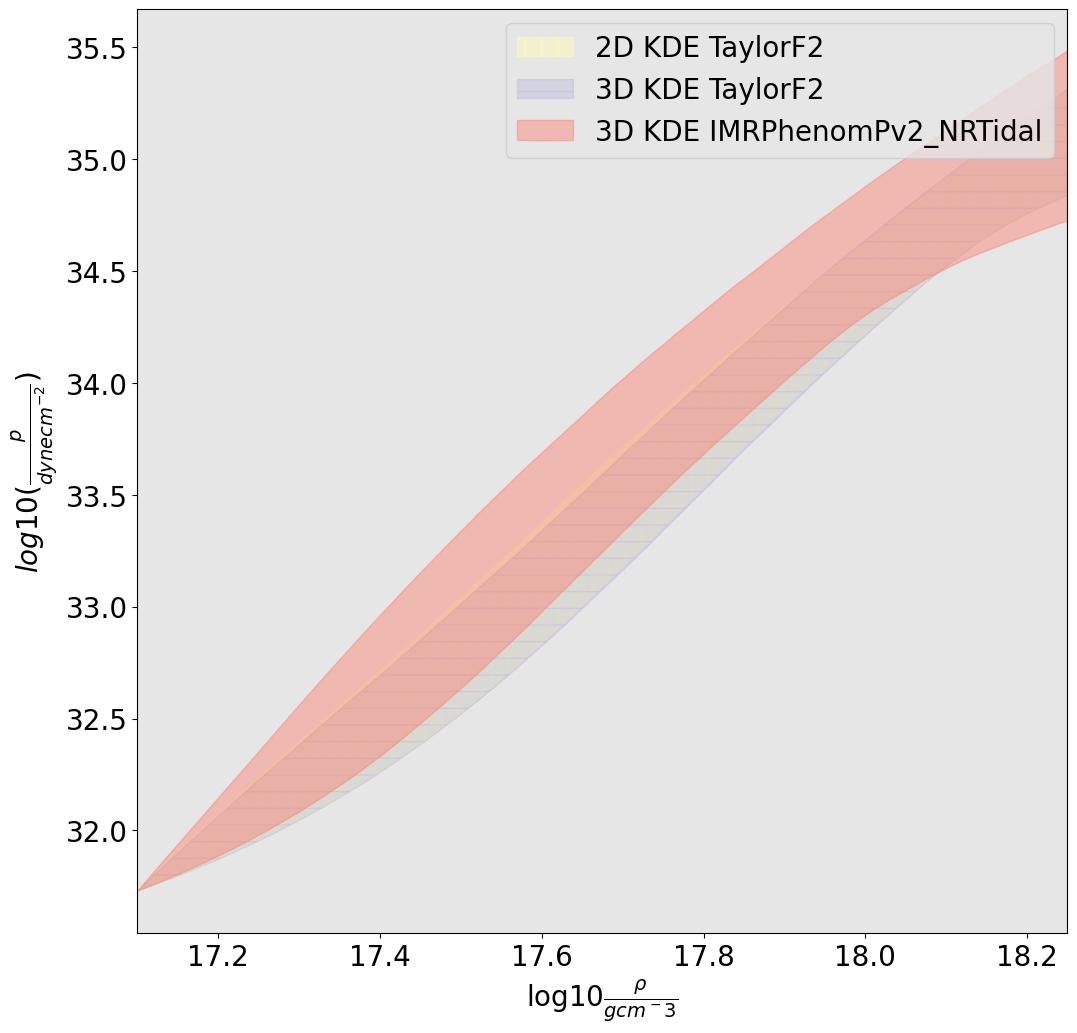 35.5
35.0
34.5
34.0
33.5
33.0
32.5
32.0
2D KDE TaylorF2
3D KDE TaylorF2
3D KDE IMRPhenomPv2_NRTidal
log10(p/dynecm⁻²)
17.2 17.4 17.6 17.8 18.0 18.2
log10 ρ/gcm⁻3